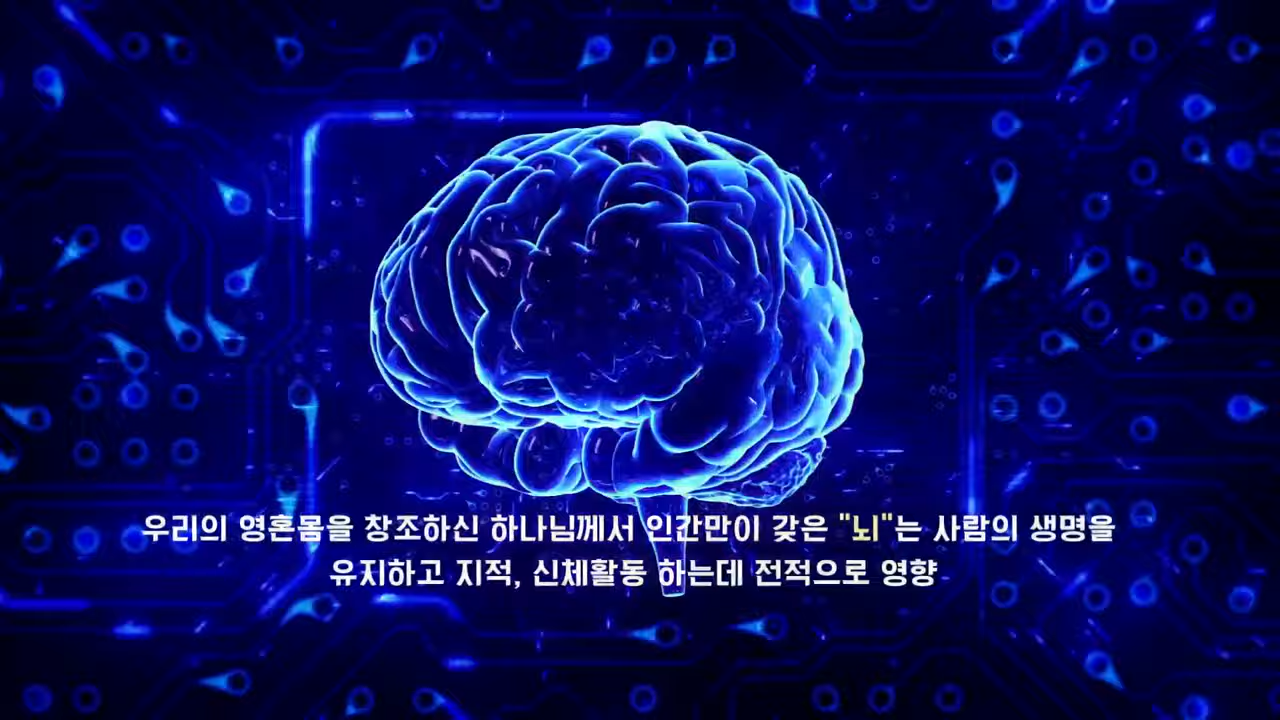 우리의 영혼몸을 창조하신 하나님께서 인간만이 갖은 "뇌"는 사람의 생명을
유지하고 지적, 신체활동 하는데 전적으로 영향